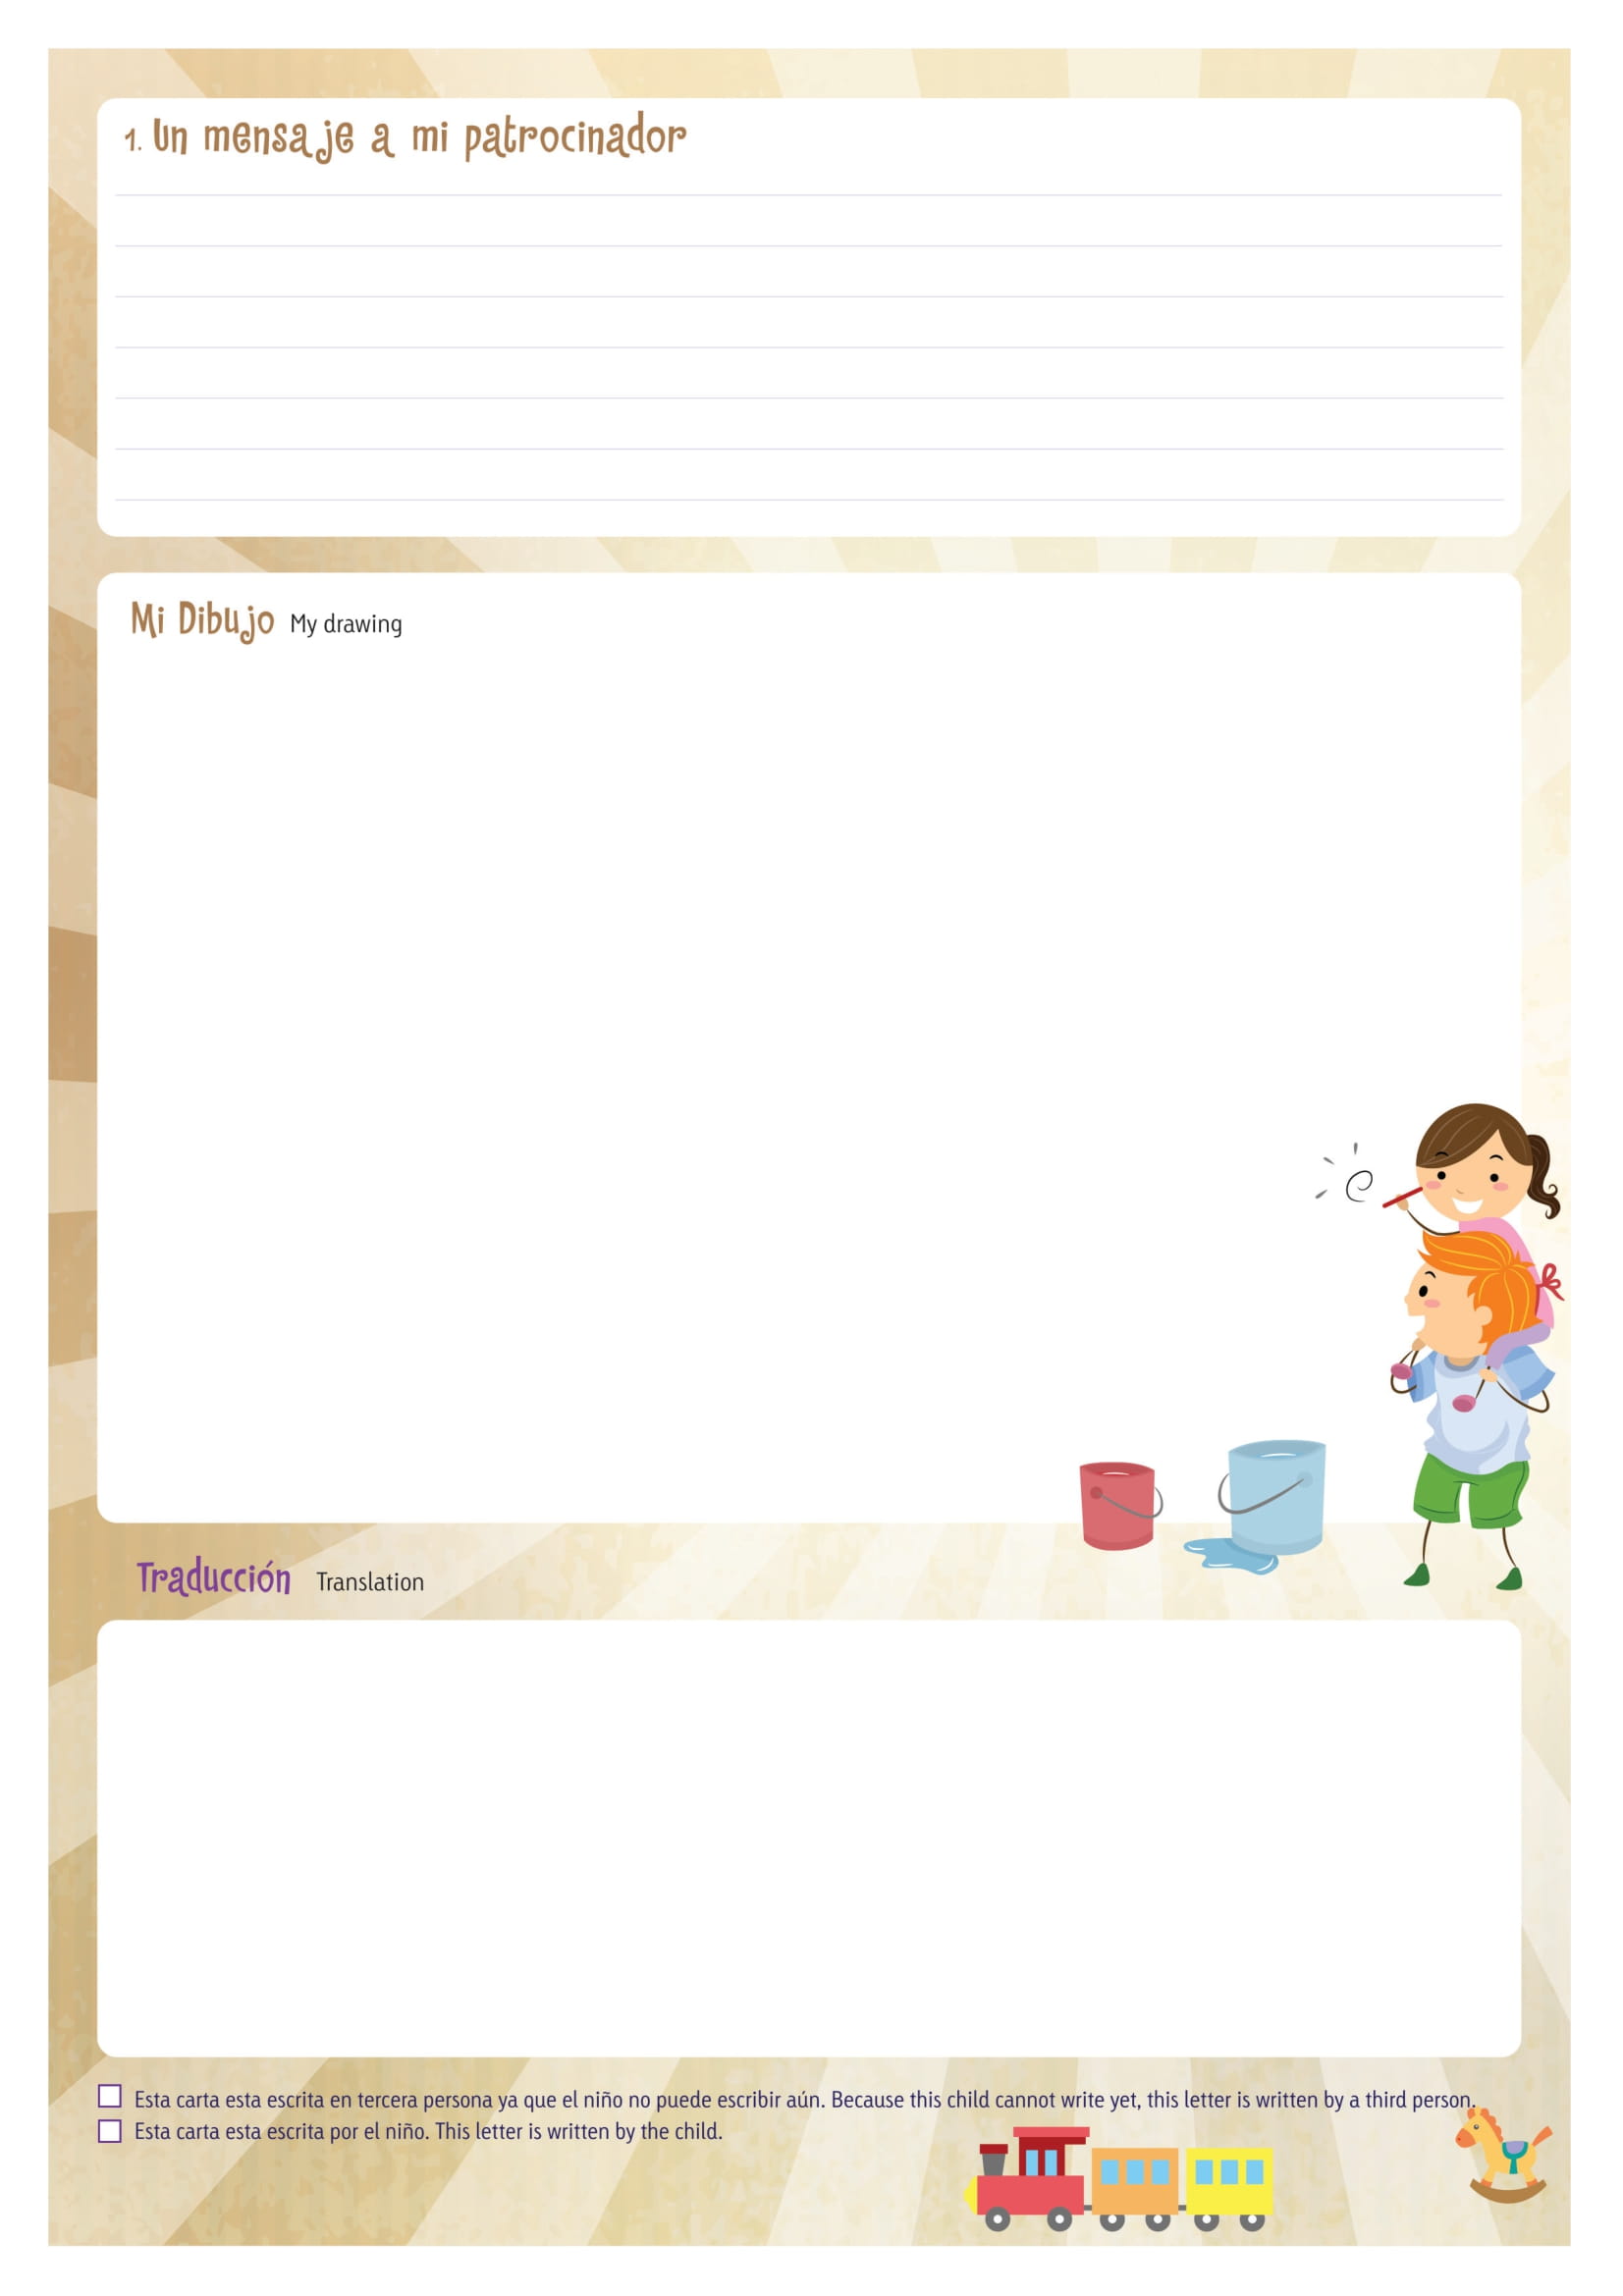 1. Un mensaje a mi patrocinador
Mi Dibujo My drawing
Traducción Translation
Esta carta esta escrita en tercera persona ya que el niño no puede escribir aún. Because this child cannot write yet, this letter is written by a third person.
Esta carta esta escrita por el niño. This letter is written by the child.